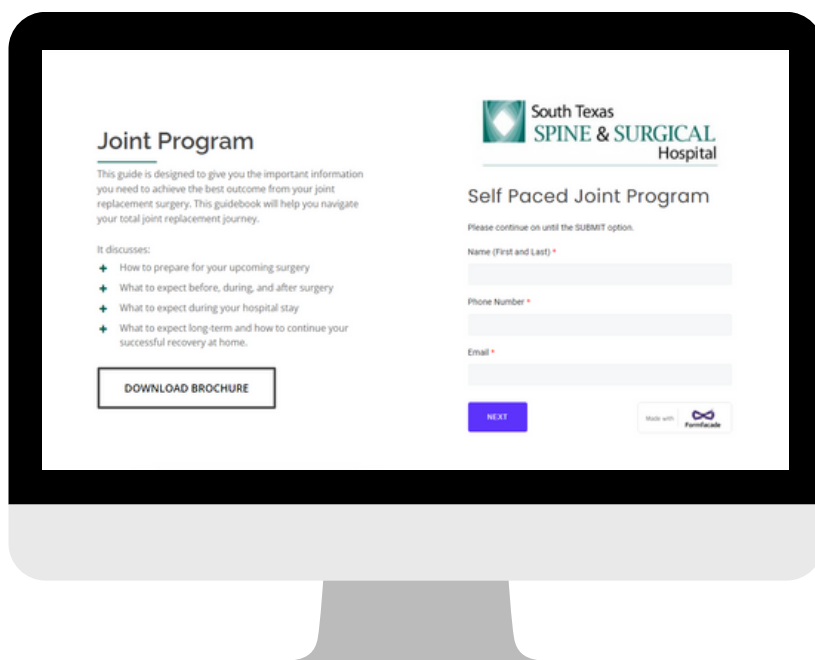 Joint Program
This guide is designed to give you the important information
you need to achieve the best outcome from your joint
replacement surgery. This guidebook will help you navigate
your total joint replacement journey.
It discusses:
How to prepare for your upcoming surgery
What to expect before, during, and after surgery
What to expect during your hospital stay
What to expect long-term and how to continue your
successful recovery at home.
DOWNLOAD BROCHURE
South Texas
SPINE & SURGICAL
Hospital
Self Paced Joint Program
Please continue on until the SUBMIT option.
Name (First and Last) *
Phone Number *
Email *
NEXT
Made with
Formfacade